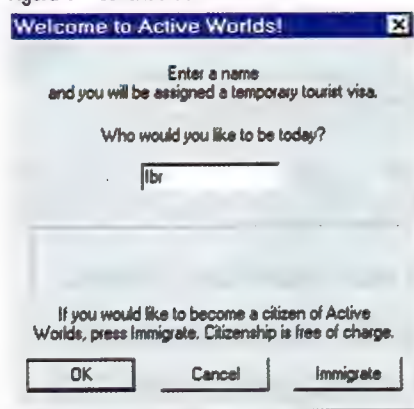 Welcome to Active Worlds!
Enter a name
and you will be assigned a temporary tourist visa.
Who would you like to be today?
lbr
If you would like to become a citizen of Active
Worlds, press Immigrate. Citizenship is free of charge.
OK
Cancel
Immigrate